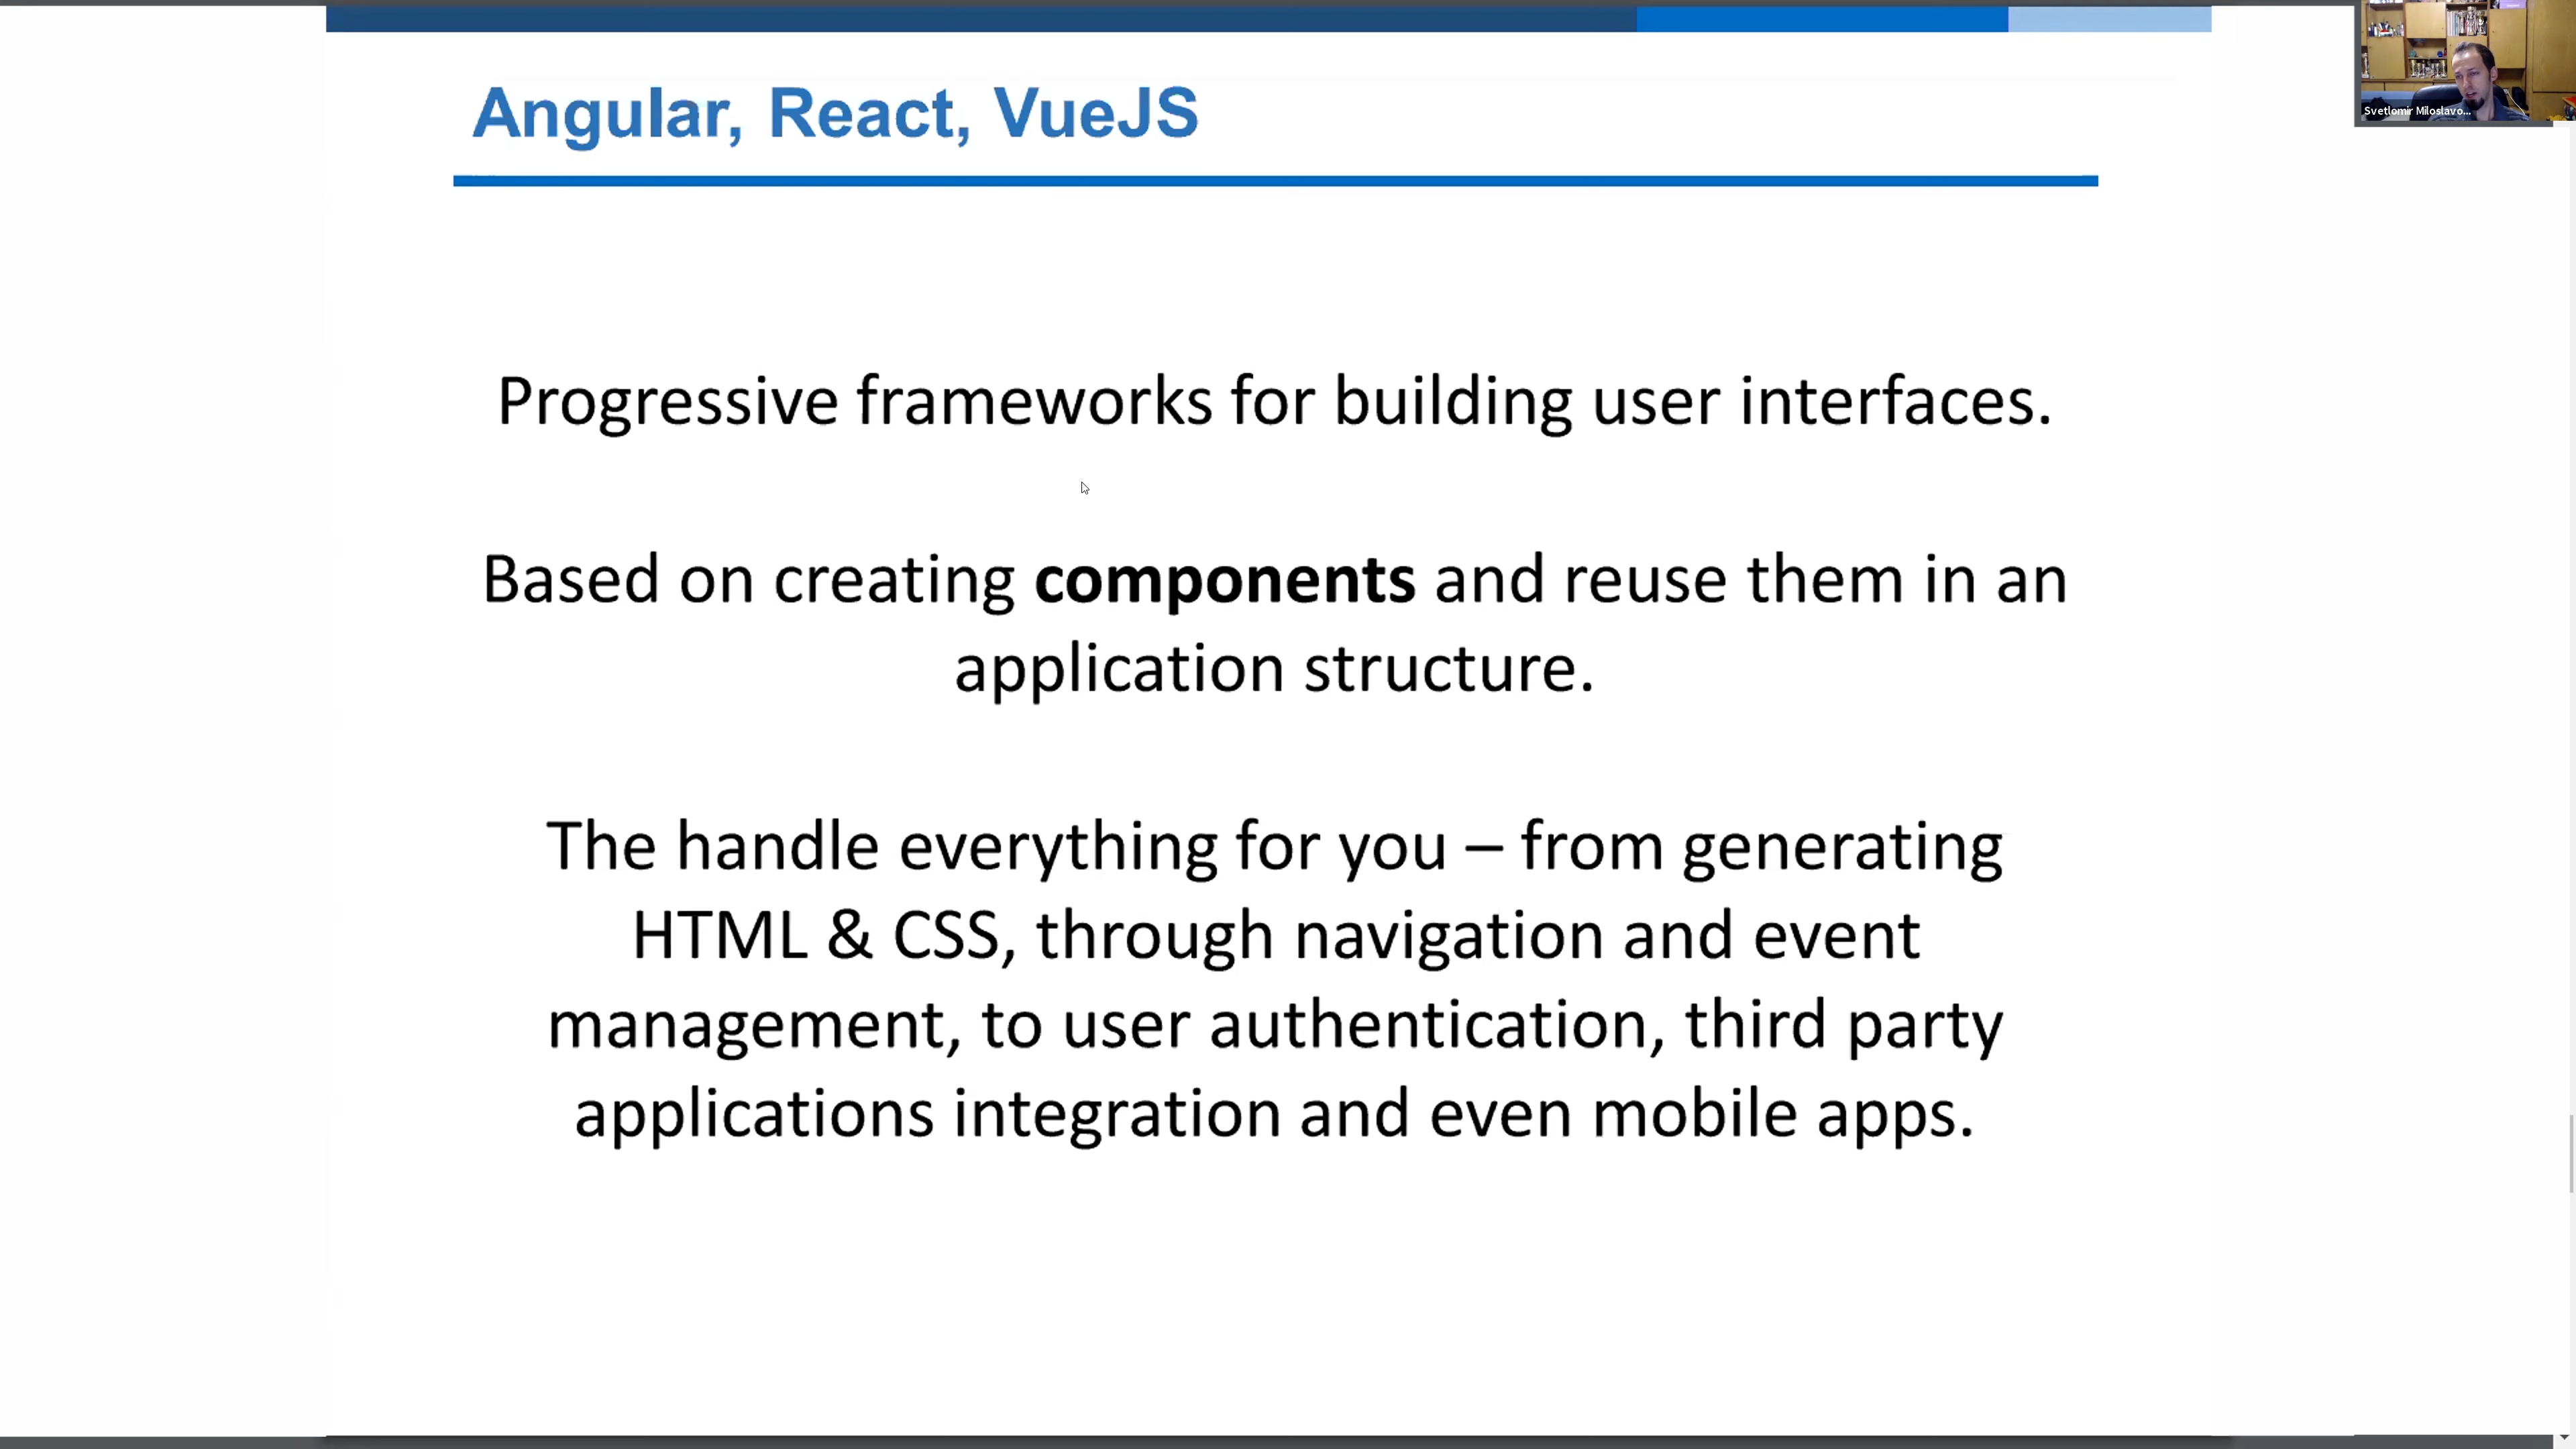 Angular, React, VueJS
Svetlomir Miloslavo...
Progressive frameworks for building user interfaces.
Based on creating components and reuse them in an
application structure.
The handle everything for you – from generating
HTML & CSS, through navigation and event
management, to user authentication, third party
applications integration and even mobile apps.